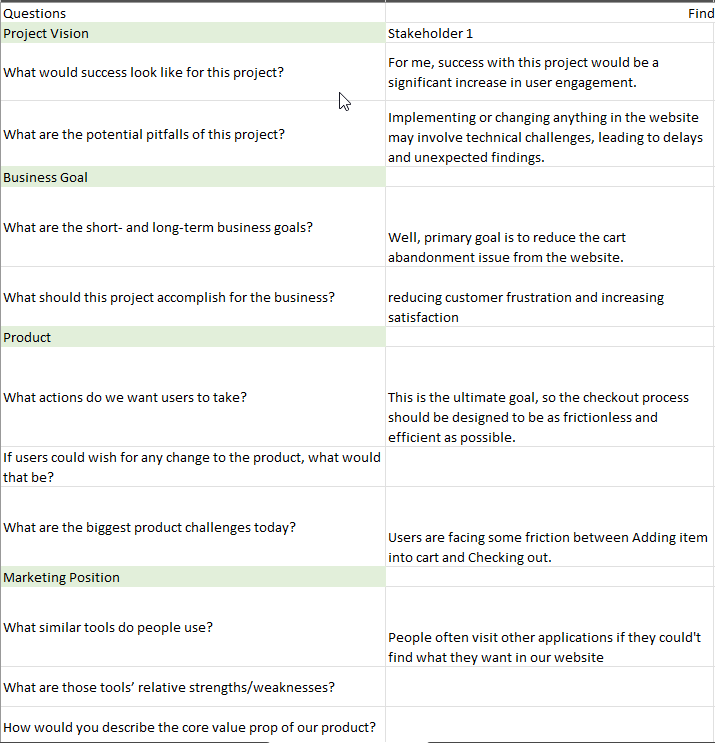 Questions Find
Project Vision Stakeholder 1
What would success look like for this project?
For me, success with this project would be a
significant increase in user engagement.
What are the potential pitfalls of this project?
Implementing or changing anything in the website
may involve technical challenges, leading to delays
and unexpected findings.
Business Goal
What are the short- and long-term business goals?
Well, primary goal is to reduce the cart
abandonment issue from the website.
What should this project accomplish for the business?
reducing customer frustration and increasing
satisfaction
Product
What actions do we want users to take?
This is the ultimate goal, so the checkout process
should be designed to be as frictionless and
efficient as possible.
If users could wish for any change to the product, what would
that be?
What are the biggest product challenges today?
Users are facing some friction between Adding item
into cart and Checking out.
Marketing Position
What similar tools do people use?
People often visit other applications if they could't
find what they want in our website
What are those tools’ relative strengths/weaknesses?
How would you describe the core value prop of our product?